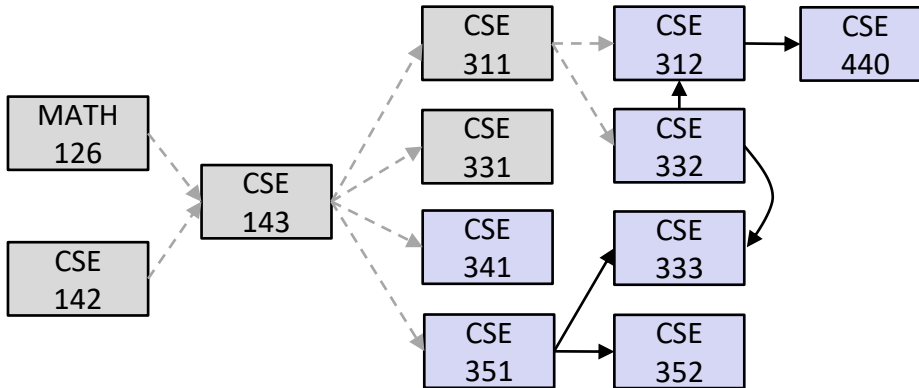 CSE
311
CSE
312
CSE
440
MATH
126
CSE
331
CSE
332
CSE
143
CSE
142
CSE
341
CSE
333
CSE
351
CSE
352